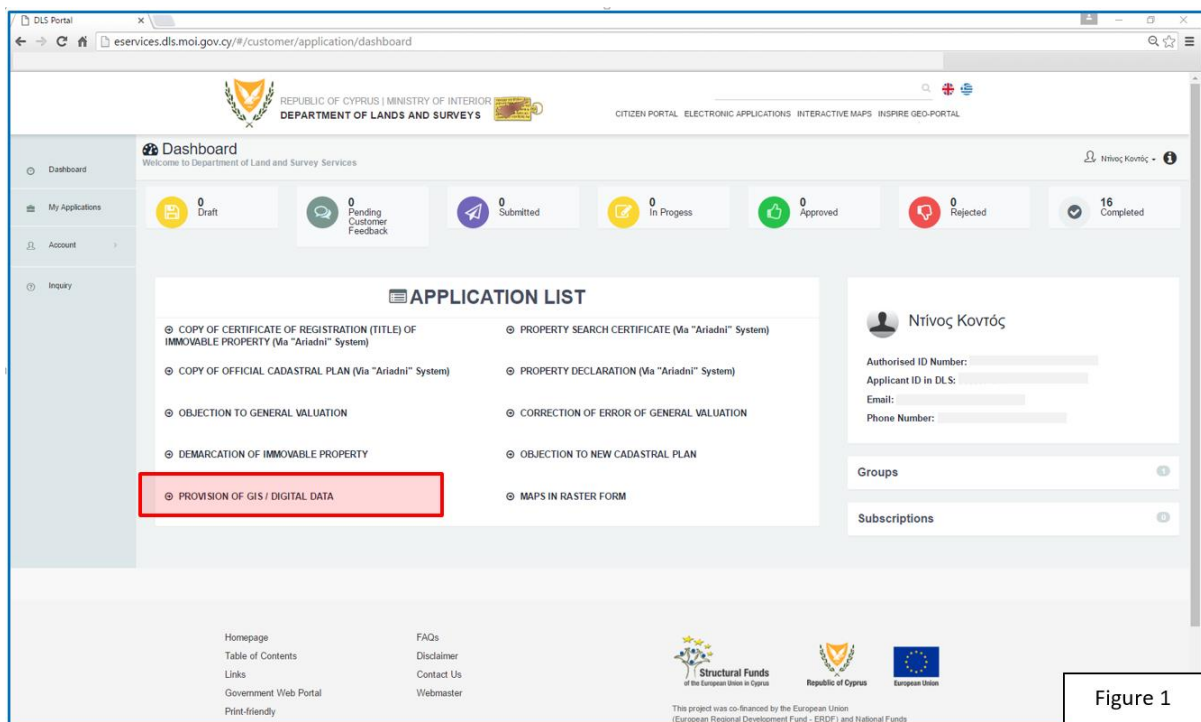 DLS Portal
eservices.dls.moi.gov.cy/#/customer/application/dashboard
REPUBLIC OF CYPRUS | MINISTRY OF INTERIOR
DEPARTMENT OF LANDS AND SURVEYS
CITIZEN PORTAL ELECTRONIC APPLICATIONS INTERACTIVE MAPS INSPIRE GEO-PORTAL
Dashboard
Welcome to Department of Land and Survey Services
Ντίνος Κοντός
Dashboard
My Applications
Account
Inquiry
0
Draft
0
Pending
Customer
Feedback
0
Submitted
0
In Progess
0
Approved
0
Rejected
16
Completed
APPLICATION LIST
COPY OF CERTIFICATE OF REGISTRATION (TITLE) OF
IMMOVABLE PROPERTY (Via "Ariadni" System)
PROPERTY SEARCH CERTIFICATE (Via "Ariadni" System)
COPY OF OFFICIAL CADASTRAL PLAN (Via "Ariadni" System)
PROPERTY DECLARATION (Via "Ariadni" System)
OBJECTION TO GENERAL VALUATION
CORRECTION OF ERROR OF GENERAL VALUATION
DEMARCATION OF IMMOVABLE PROPERTY
OBJECTION TO NEW CADASTRAL PLAN
PROVISION OF GIS / DIGITAL DATA
MAPS IN RASTER FORM
Ντίνος Κοντός
Authorised ID Number:
Applicant ID in DLS:
Email:
Phone Number:
Groups
1
Subscriptions
0
Homepage
Table of Contents
Links
Government Web Portal
Print-friendly
FAQs
Disclaimer
Contact Us
Webmaster
Structural Funds
of the European Union in Cyprus
Republic of Cyprus
European Union
This project was co-financed by the European Union
(European Regional Development Fund - ERDF) and National Funds
Figure 1